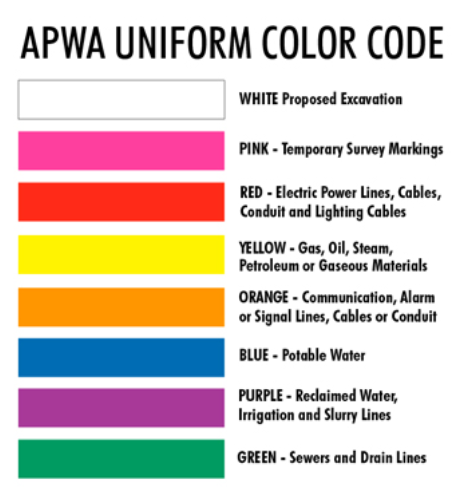 APWA UNIFORM COLOR CODE
WHITE Proposed Excavation
PINK - Temporary Survey Markings
RED - Electric Power Lines, Cables,
Conduit and Lighting Cables
YELLOW - Gas, Oil, Steam,
Petroleum or Gaseous Materials
ORANGE - Communication, Alarm
or Signal Lines, Cables or Conduit
BLUE - Potable Water
PURPLE - Reclaimed Water,
Irrigation and Slurry Lines
GREEN - Sewers and Drain Lines